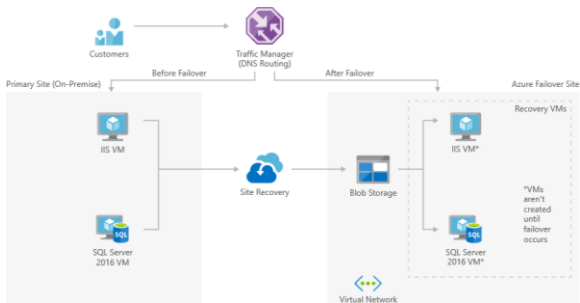 Customers
Traffic Manager
(DNS Routing)
Before Failover
After Failover
Primary Site (On-Premise)
Azure Failover Site
Recovery VMs
IIS VM
IIS VM*
Site Recovery
Blob Storage
*VMs
aren't
created
until
failover
occurs
SQL
SQL Server
2016 VM
SQL
SQL Server
2016 VM*
Virtual Network